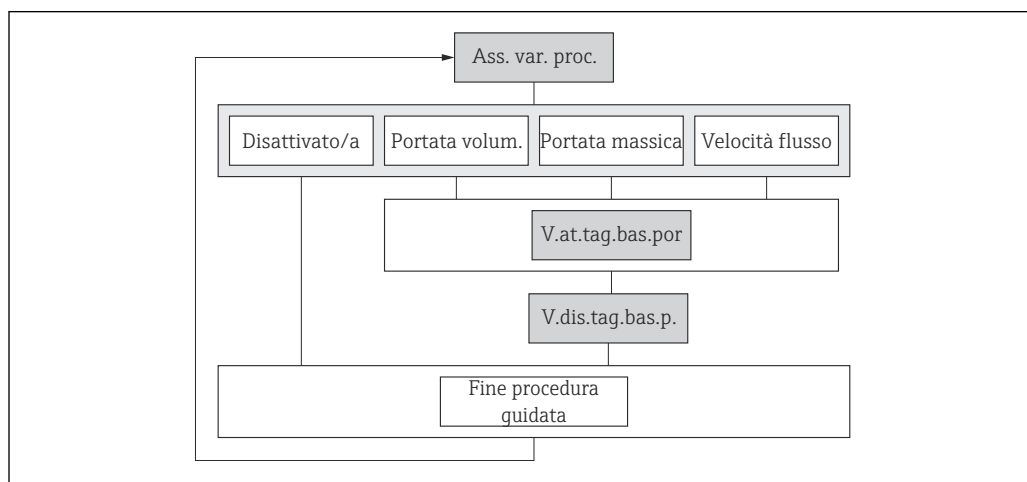 Ass. var. proc.
Disattivato/a
Portata volum.
Portata massica
Velocità flusso
V.at.tag.bas.por
V.dis.tag.bas.p.
Fine procedura
guidata